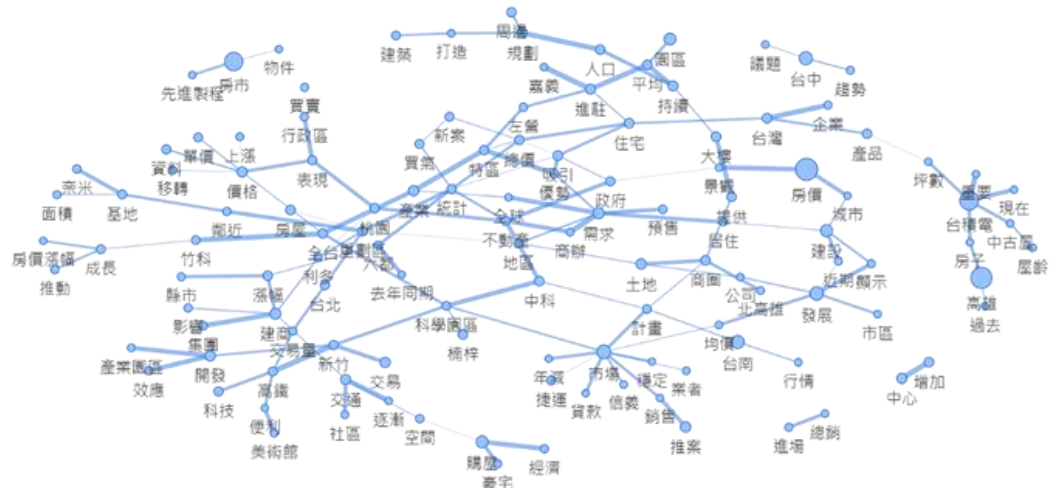 周邊
建築
打造
規劃
人口
園區
平均
議題
台中
趨勢
物件
房市
先進製程
嘉義
進駐
持續
買賣
行政區
新案
買氣
左營
總價
特區
吸引
優勢
住宅
台灣
企業
產品
大樓
景觀
房價
坪數
重要
現在
台積電
中古屋
屋齡
單價
上漲
資料
移轉
價格
表現
產業
統計
政府
城市
奈米
面積
基地
鄰近
房屋
桃園
全球
預售
提供
不動產
商辦
需求
居住
建設
房子
房價漲幅
成長
推動
竹科
全台
重劃區
六都
利多
地區
土地
商圈
公司
北高雄
近期
顯示
高雄
過去
縣市
漲幅
台北
去年同期
中科
發展
市區
影響
集團
建商
交易量
科學園區
楠梓
計畫
均價
台南
行情
產業園區
效應
開發
新竹
交易
高鐵
科技
交通
逐漸
年減
捷運
市場
穩定
業者
貸款
信義
銷售
推案
增加
中心
便利
美術館
社區
空間
購屋
豪宅
經濟
總銷
進場